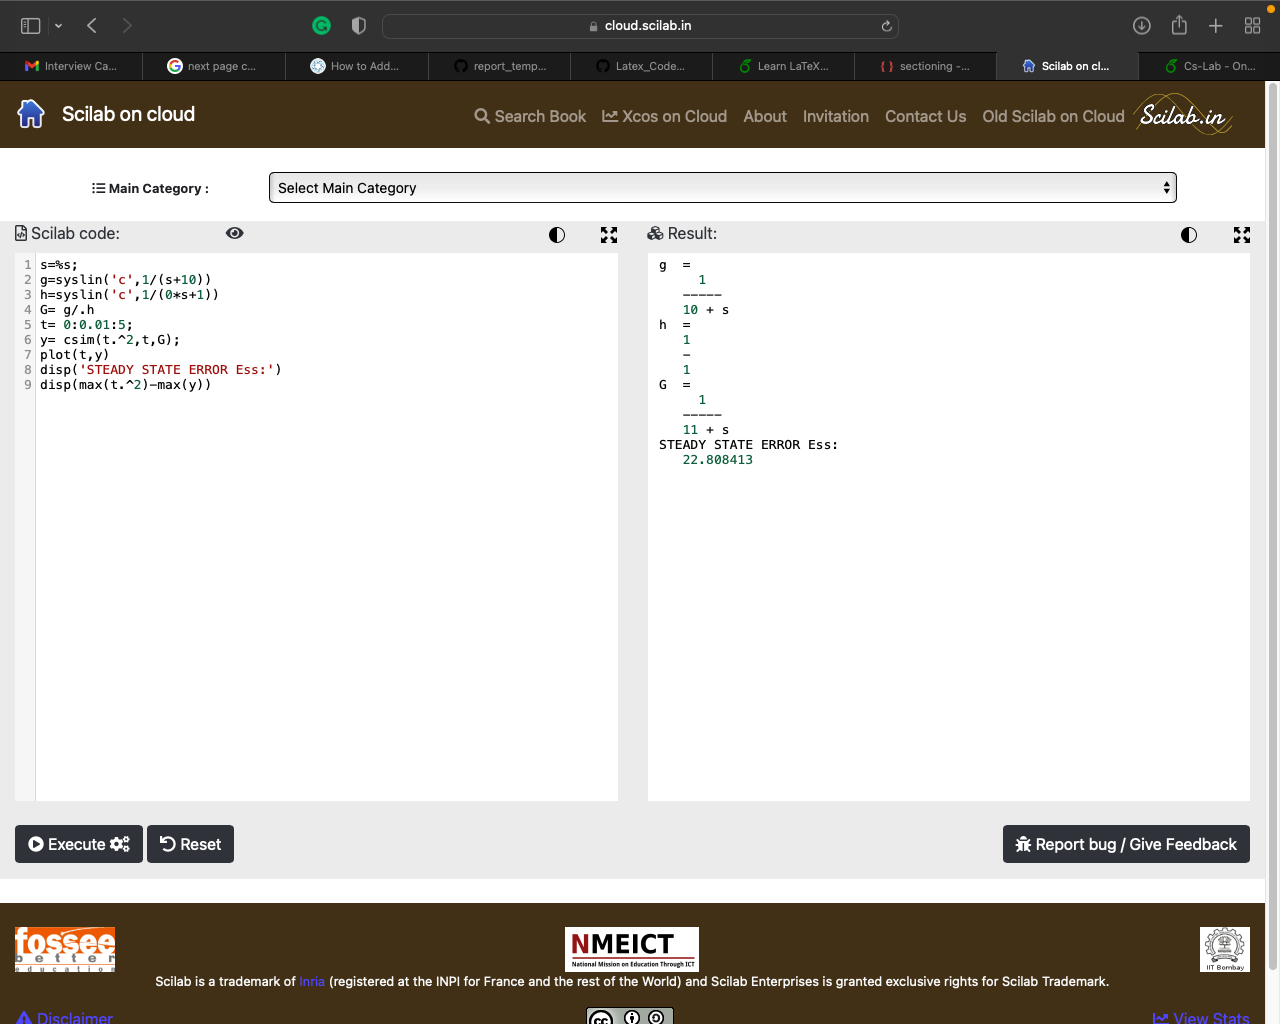 cloud.scilab.in
Interview Ca...
next page c...
How to Add...
report_temp...
Latex_Code...
Learn LaTeX...
sectioning -...
Scilab on cl...
Cs-Lab - On...
Scilab on cloud
Search Book
Xcos on Cloud
About
Invitation
Contact Us
Old Scilab on Cloud
Scilab.in
Main Category :
Select Main Category
Scilab code:
1 s=%s;
2 g=syslin('c',1/(s+10))
3 h=syslin('c',1/(0*s+1))
4 G= g/.h
5 t= 0:0.01:5;
6 y= csim(t.^2,t,G);
7 plot(t,y)
8 disp('STEADY STATE ERROR Ess:')
9 disp(max(t.^2)-max(y))
Result:
g  =
1
-----
10 + s
h  =
1
-
1
G  =
1
-----
11 + s
STEADY STATE ERROR Ess:
22.808413
Execute
Reset
Report bug / Give Feedback
fossee
better
education
NMEICT
National Mission on Education Through ICT
IIT Bombay
Scilab is a trademark of Inria (registered at the INPI for France and the rest of the World) and Scilab Enterprises is granted exclusive rights for Scilab Trademark.
Disclaimer
cc
View Stats